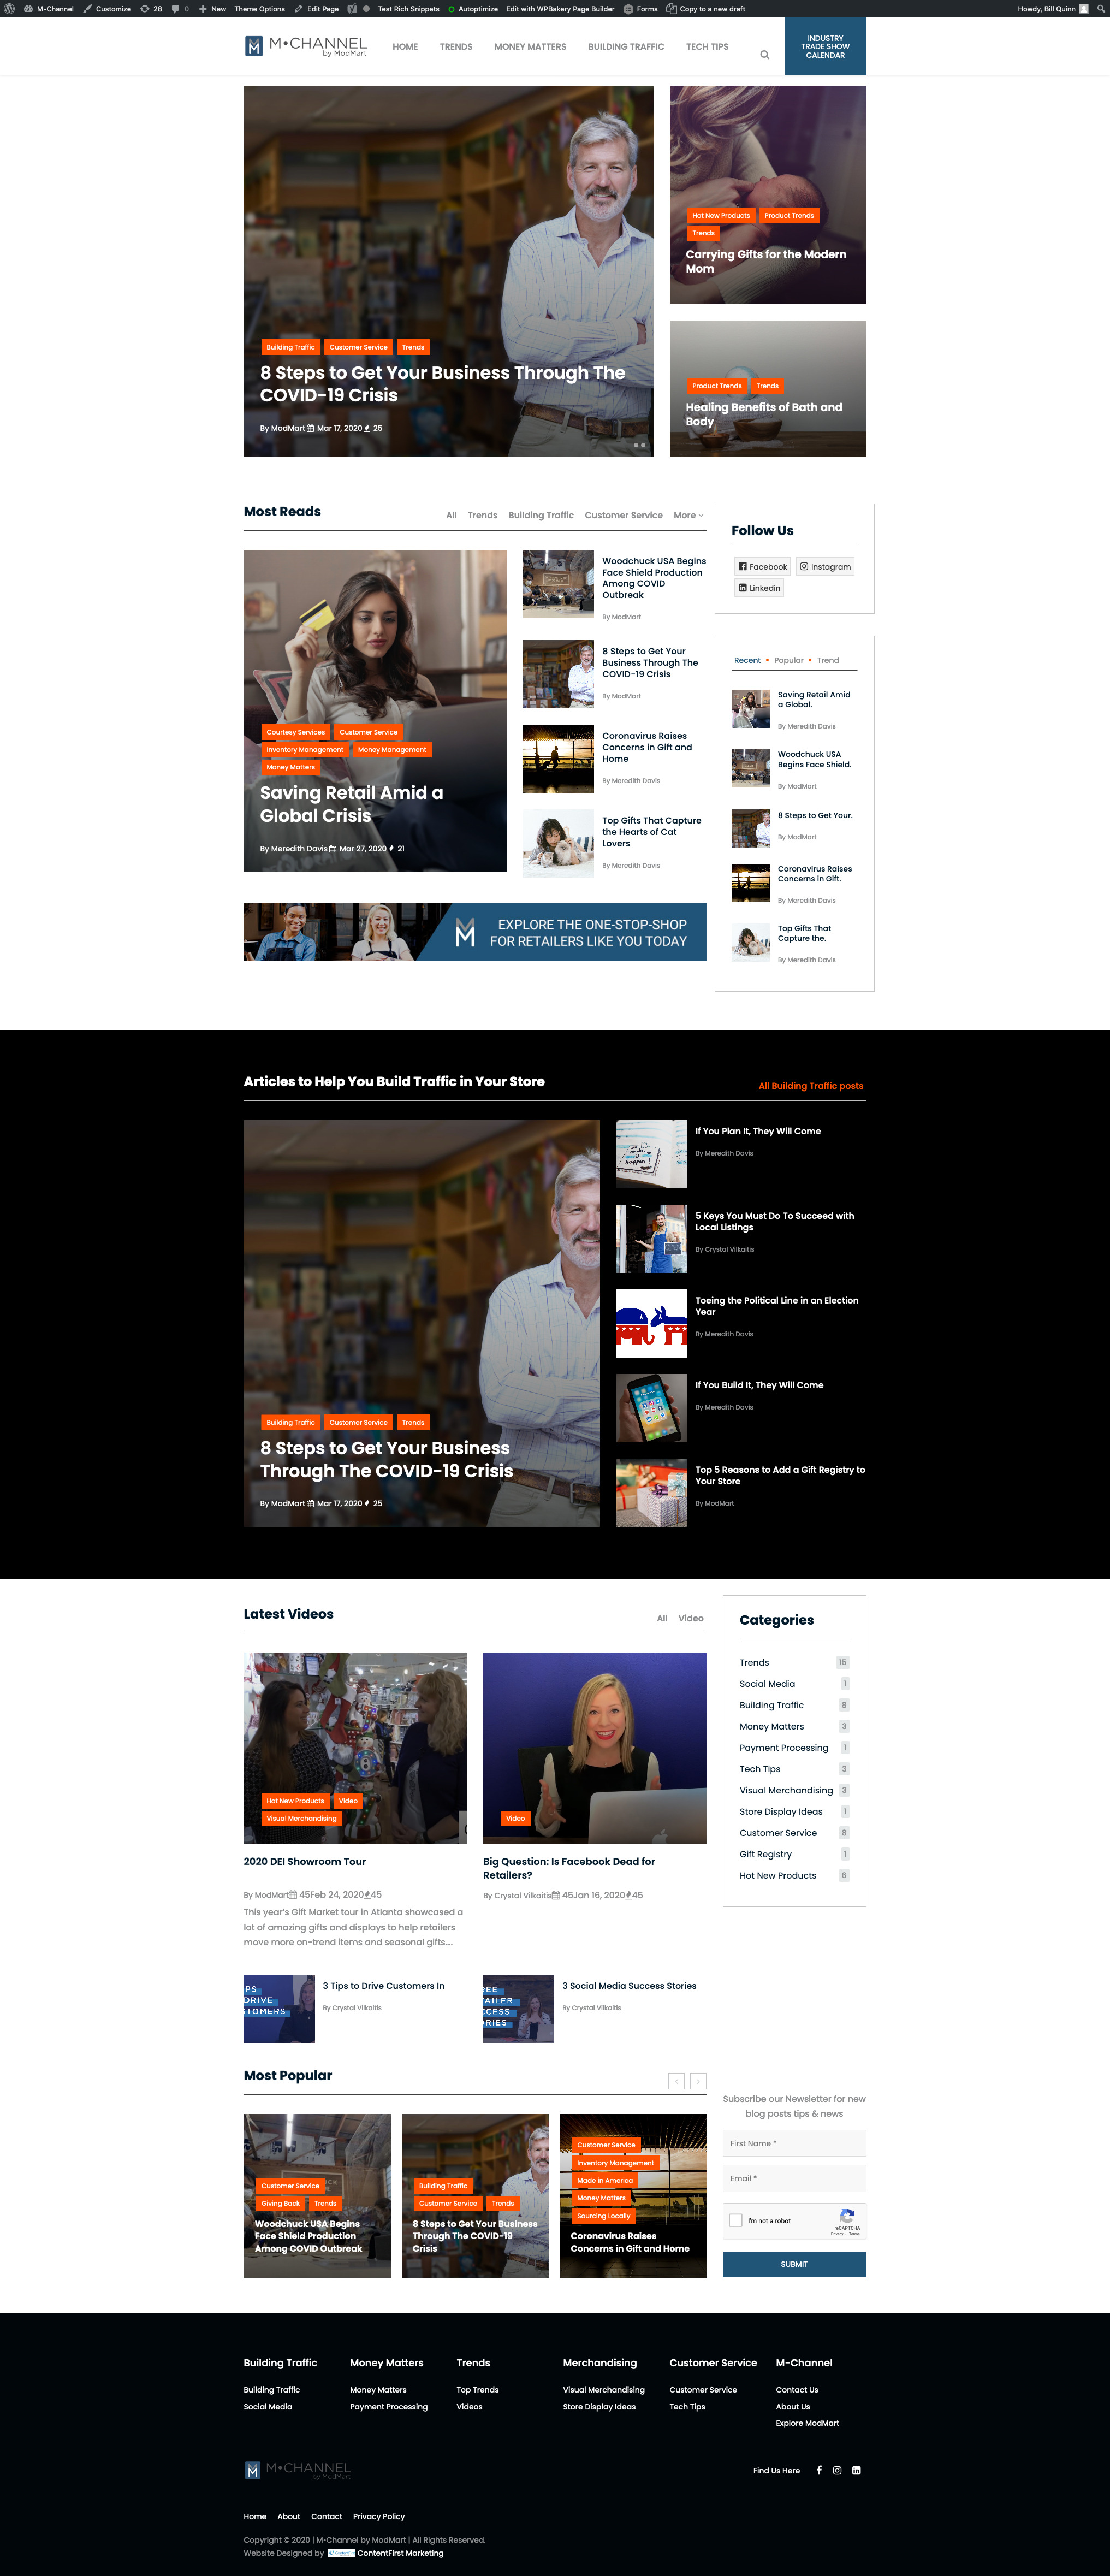 M-Channel Customize 28 0 New Theme Options Edit Page Test Rich Snippets Autoptimize Edit with WPBakery Page Builder Forms Copy to a new draft Howdy, Bill Quinn
M•CHANNEL
by ModMart
HOME TRENDS MONEY MATTERS BUILDING TRAFFIC TECH TIPS
INDUSTRY
TRADE SHOW
CALENDAR
Building Traffic Customer Service Trends
8 Steps to Get Your Business Through The
COVID-19 Crisis
By ModMart Mar 17, 2020 25
Hot New Products Product Trends
Trends
Carrying Gifts for the Modern
Mom
Product Trends Trends
Healing Benefits of Bath and
Body
Most Reads
All Trends Building Traffic Customer Service More
Courtesy Services Customer Service
Inventory Management Money Management
Money Matters
Saving Retail Amid a
Global Crisis
By Meredith Davis Mar 27, 2020 21
Woodchuck USA Begins
Face Shield Production
Among COVID
Outbreak
By ModMart
8 Steps to Get Your
Business Through The
COVID-19 Crisis
By ModMart
Coronavirus Raises
Concerns in Gift and
Home
By Meredith Davis
Top Gifts That Capture
the Hearts of Cat
Lovers
By Meredith Davis
M EXPLORE THE ONE-STOP-SHOP
FOR RETAILERS LIKE YOU TODAY
Follow Us
Facebook Instagram
Linkedin
Recent • Popular • Trend
Saving Retail Amid
a Global.
By Meredith Davis
Woodchuck USA
Begins Face Shield.
By ModMart
8 Steps to Get Your.
By ModMart
Coronavirus Raises
Concerns in Gift.
By Meredith Davis
Top Gifts That
Capture the.
By Meredith Davis
Articles to Help You Build Traffic in Your Store
All Building Traffic posts
Building Traffic Customer Service Trends
8 Steps to Get Your Business
Through The COVID-19 Crisis
By ModMart Mar 17, 2020 25
If You Plan It, They Will Come
By Meredith Davis
5 Keys You Must Do To Succeed with
Local Listings
By Crystal Vilkaitis
Toeing the Political Line in an Election
Year
By Meredith Davis
If You Build It, They Will Come
By Meredith Davis
Top 5 Reasons to Add a Gift Registry to
Your Store
By ModMart
Latest Videos
All Video
Hot New Products Video
Visual Merchandising
2020 DEI Showroom Tour
By ModMart 45Feb 24, 2020 45
This year's Gift Market tour in Atlanta showcased a
lot of amazing gifts and displays to help retailers
move more on-trend items and seasonal gifts....
Video
Big Question: Is Facebook Dead for
Retailers?
By Crystal Vilkaitis 45Jan 16, 2020 45
PS
DRIVE
STOMERS
3 Tips to Drive Customers In
By Crystal Vilkaitis
REE
AILER
CCESS
ORIES
3 Social Media Success Stories
By Crystal Vilkaitis
Categories
Trends 15
Social Media 1
Building Traffic 8
Money Matters 3
Payment Processing 1
Tech Tips 3
Visual Merchandising 3
Store Display Ideas 1
Customer Service 8
Gift Registry 1
Hot New Products 6
Most Popular
Customer Service
Giving Back Trends
Woodchuck USA Begins
Face Shield Production
Among COVID Outbreak
Building Traffic
Customer Service Trends
8 Steps to Get Your Business
Through The COVID-19
Crisis
Customer Service
Inventory Management
Made in America
Money Matters
Sourcing Locally
Coronavirus Raises
Concerns in Gift and Home
Subscribe our Newsletter for new
blog posts tips & news
First Name *
Email *
I'm not a robot
reCAPTCHA
Privacy - Terms
SUBMIT
Building Traffic Money Matters Trends Merchandising Customer Service M-Channel
Building Traffic Money Matters Top Trends Visual Merchandising Customer Service Contact Us
Social Media Payment Processing Videos Store Display Ideas Tech Tips About Us
Explore ModMart
M•CHANNEL
by ModMart
Find Us Here
Home About Contact Privacy Policy
Copyright © 2020 | M•Channel by ModMart | All Rights Reserved.
Website Designed by ContentFirst Marketing